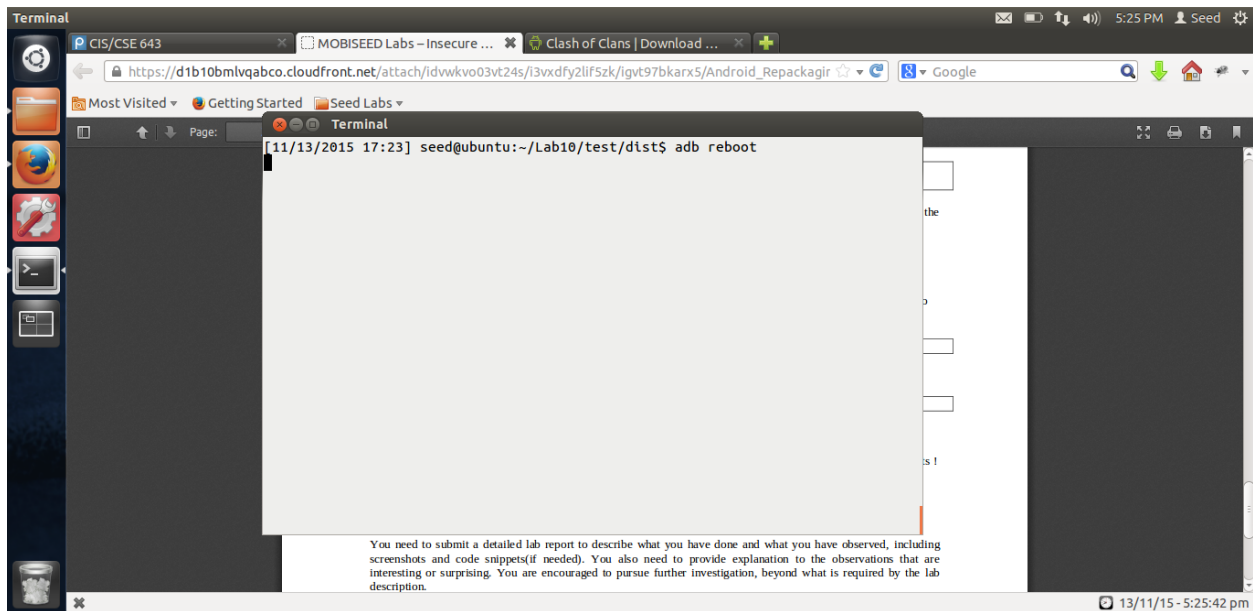 Terminal
5:25 PM Seed
CIS/CSE 643
MOBISEED Labs – Insecure ...
Clash of Clans | Download ...
https://d1b10bmlvqabco.cloudfront.net/attach/idvwkvo03vt24s/i3vxdfy2lif5zk/igvt97bkarx5/Android_Repackagir
Google
Most Visited
Getting Started
Seed Labs
Page:
Terminal
[11/13/2015 17:23] seed@ubuntu:~/Lab10/test/dist$ adb reboot
the
ts !
You need to submit a detailed lab report to describe what you have done and what you have observed, including
screenshots and code snippets(if needed). You also need to provide explanation to the observations that are
interesting or surprising. You are encouraged to pursue further investigation, beyond what is required by the lab
description.
13/11/15 - 5:25:42 pm